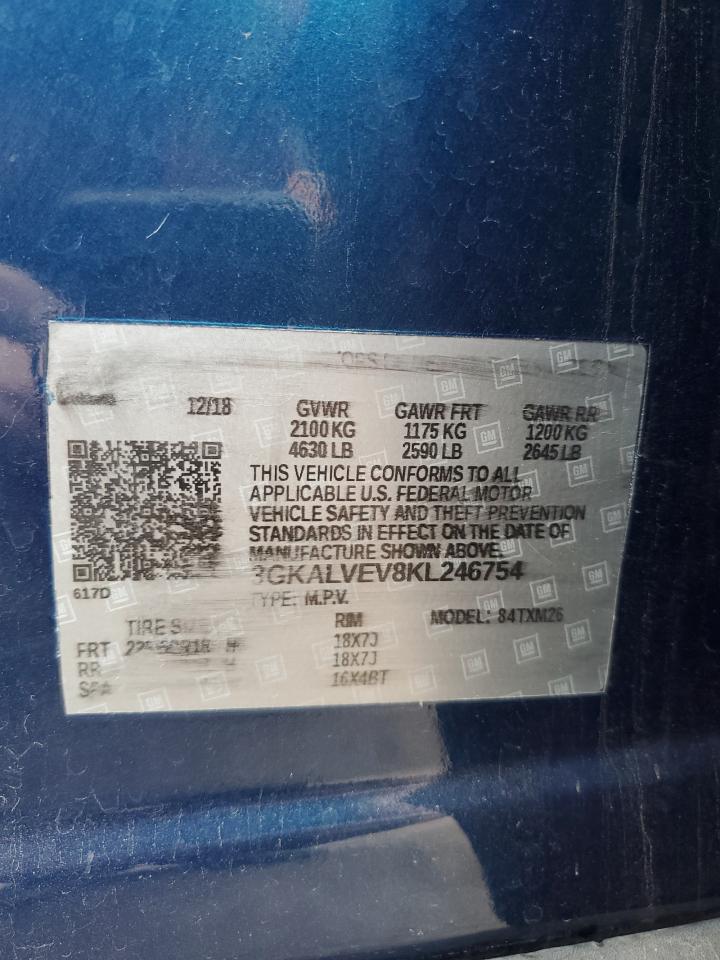 12/18 GVWR GAWR FRT GAWR RR
2100 KG 1175 KG 1200 KG
4630 LB 2590 LB 2645 LB
THIS VEHICLE CONFORMS TO ALL
APPLICABLE U.S. FEDERAL MOTOR
VEHICLE SAFETY AND THEFT PREVENTION
STANDARDS IN EFFECT ON THE DATE OF
MANUFACTURE SHOWN ABOVE.
3GKALVEV8KL246754
617D
TYPE: M.P.V.
MODEL: 84TXM26
TIRE RIM
FRT 18X7J
RR 18X7J
16X4BT
GM